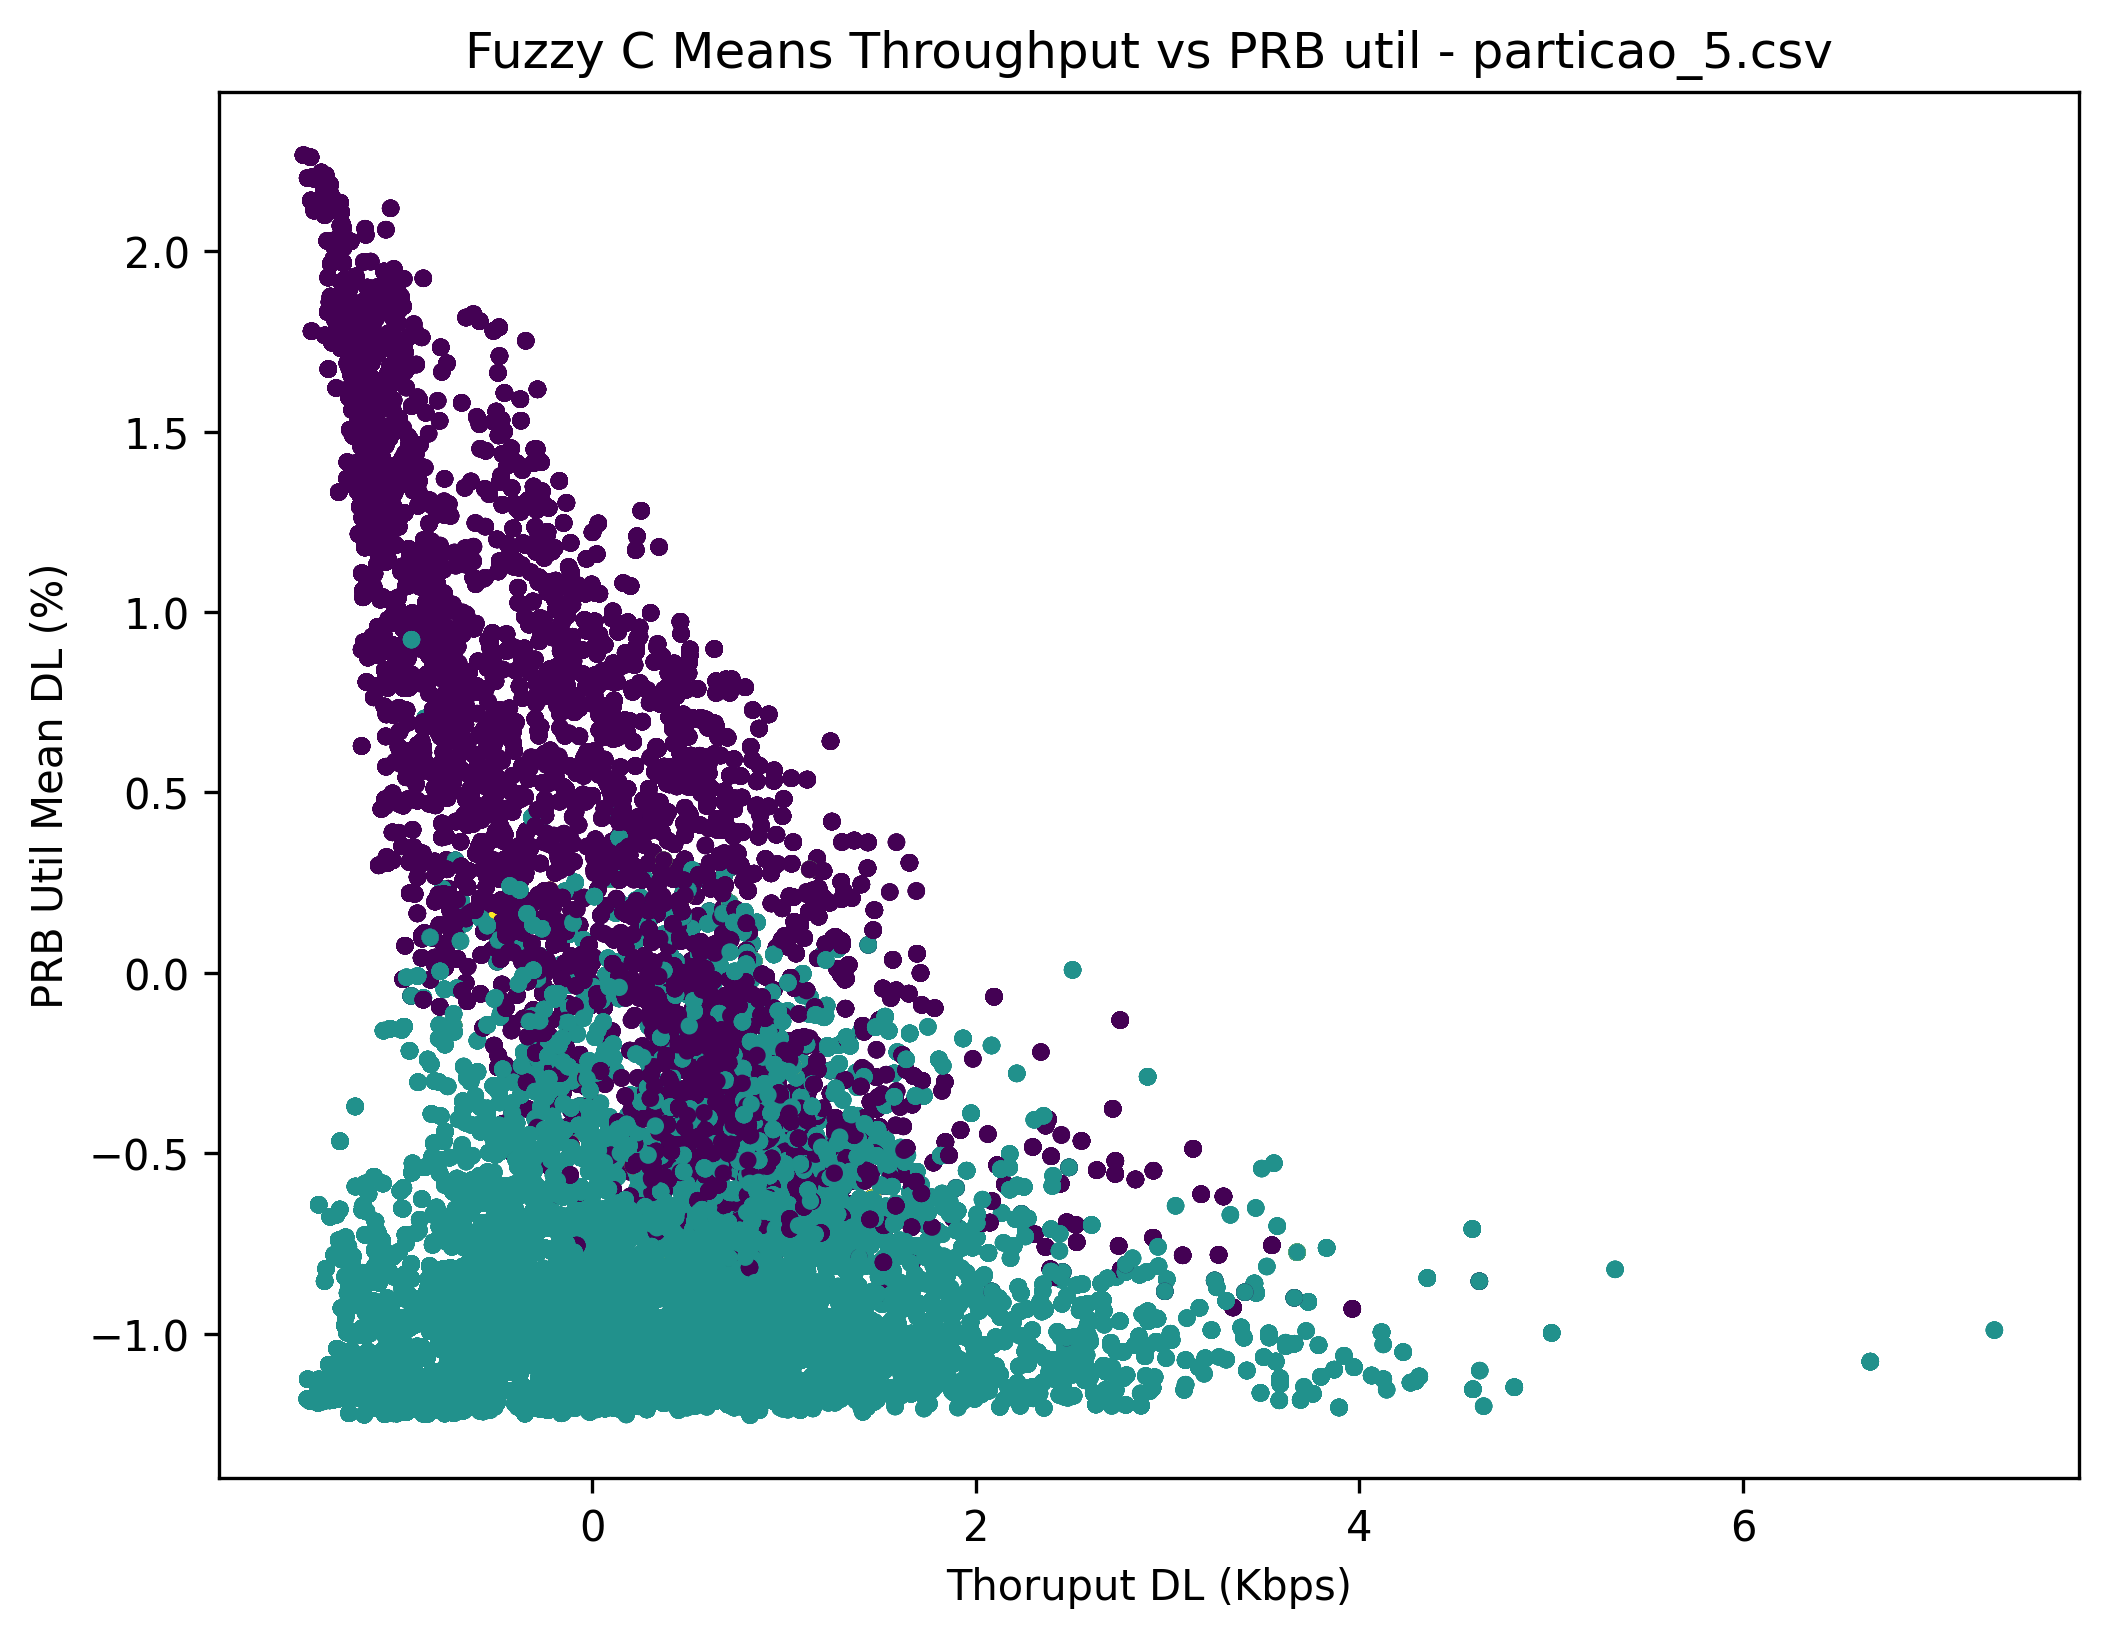 Fuzzy C Means Throughput vs PRB util - particao_5.csv
PRB Util Mean DL (%)
2.0
1.5
1.0
0.5
0.0
−0.5
−1.0
0 2 4 6
Thoruput DL (Kbps)